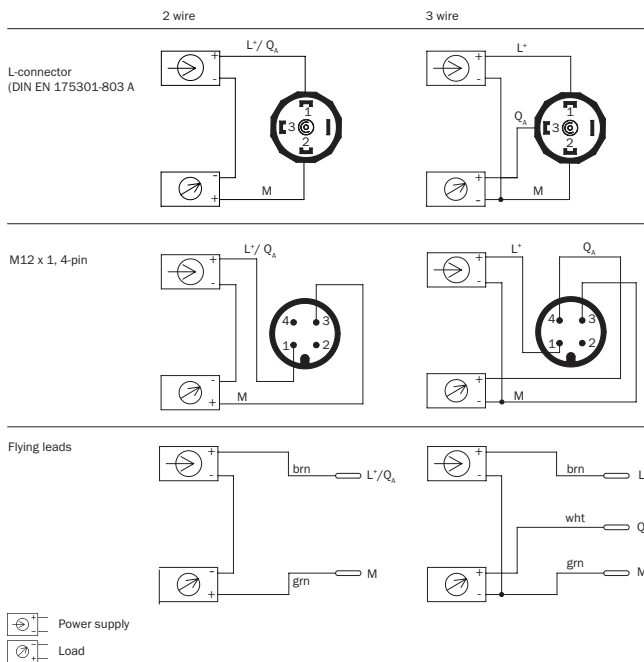 2 wire 3 wire
L-connector
(DIN EN 175301-803 A
L⁺/ Q_A
+
-
1
3
2
-
+
M
L⁺
+
-
Q_A
1
3
2
+
-
M
M12 x 1, 4-pin
L⁺/ Q_A
+
-
4 3
1 2
-
+
M
L⁺ Q_A
+
-
4 3
1 2
+
-
M
Flying leads
+
-
brn L⁺/Q_A
-
+
grn M
+
-
brn L
wht Q
+
-
grn M
+
-
Power supply
-
+
Load